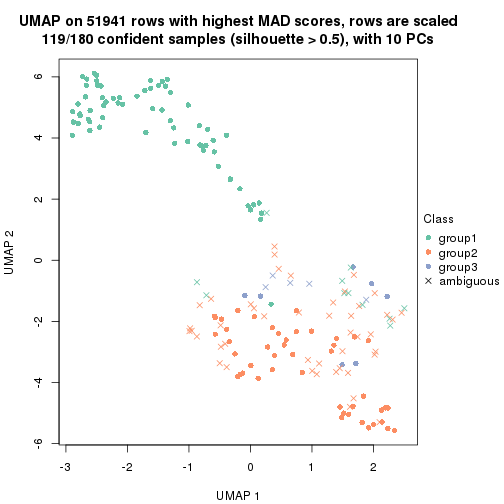 UMAP on 51941 rows with highest MAD scores, rows are scaled
119/180 confident samples (silhouette > 0.5), with 10 PCs
6
4
2
0
-2
-4
-6
UMAP 2
-3
-2
-1
0
1
2
UMAP 1
Class
group1
group2
group3
ambiguous